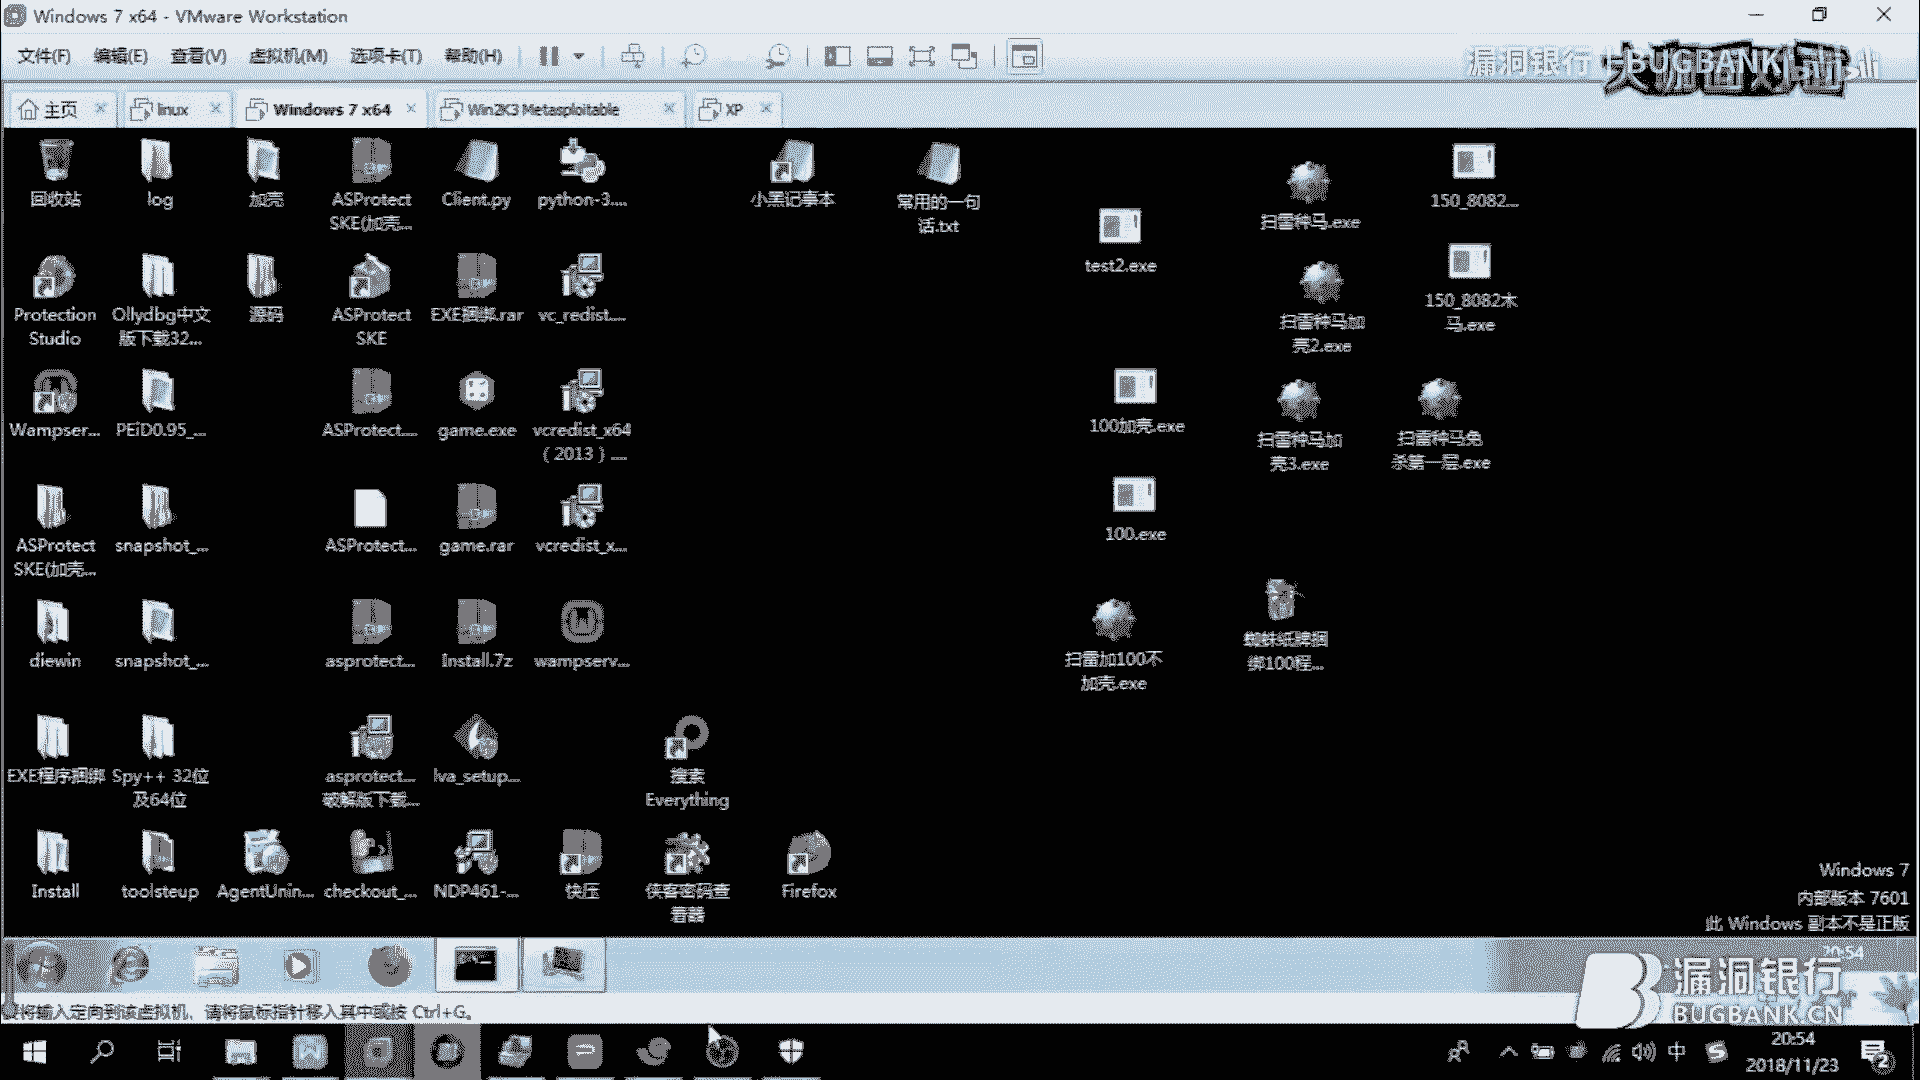 Windows 7 x64 - VMware Workstation
文件(F) 编辑(E) 查看(V) 虚拟机(M) 选项卡(T) 帮助(H)
漏洞银行 BUGBANK
主页 linux Windows 7 x64 Win2K3 Metasploitable XP
回收站
log
加壳
ASProtect
SKE(加壳...
Client.py
python-3....
小黑记事本
常用的一句
话.txt
test2.exe
扫雷种马.exe
150_8082...
Protection
Studio
Ollydbg中文
版下载32...
源码
ASProtect
SKE
EXE捆绑.rar
vc_redist....
扫雷种马加
壳2.exe
150_8082木
马.exe
Wampser...
PEiD0.95_...
ASProtect....
game.exe
vcredist_x64
（2013）....
100加壳.exe
扫雷种马加
壳3.exe
扫雷种马免
杀第一层.exe
ASProtect
SKE(加壳...
snapshot_...
ASProtect...
game.rar
vcredist_x...
100.exe
diewin
snapshot_...
asprotect...
Install.7z
wampserv...
扫雷加100不
加壳.exe
蜘蛛纸牌捆
绑100程...
EXE程序捆绑
Spy++ 32位
及64位
asprotect...
破解版下载...
lva_setup...
搜索
Everything
Install
toolsteup
AgentUnin...
checkout_...
NDP461-...
快压
侠客密码查
看器
Firefox
Windows 7
内部版本 7601
此 Windows 副本不是正版
20:54
漏洞银行
BUGBANK.CN
要将输入定向到该虚拟机，请将鼠标指针移入其中或按 Ctrl+G。
中
20:54
2018/11/23
2